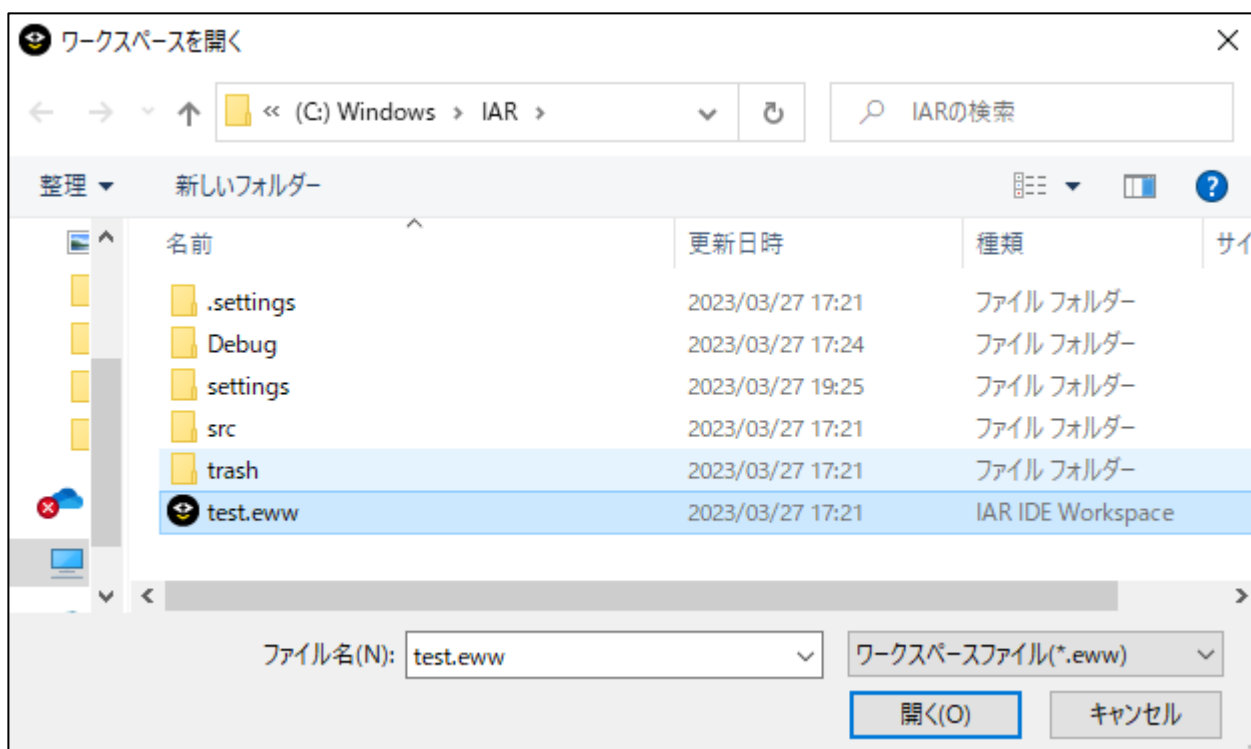 ワークスペースを開く
« (C:) Windows › IAR ›
IARの検索
整理
新しいフォルダー
名前 更新日時 種類 サイ
.settings 2023/03/27 17:21 ファイル フォルダー
Debug 2023/03/27 17:24 ファイル フォルダー
settings 2023/03/27 19:25 ファイル フォルダー
src 2023/03/27 17:21 ファイル フォルダー
trash 2023/03/27 17:21 ファイル フォルダー
test.eww 2023/03/27 17:21 IAR IDE Workspace
ファイル名(N): test.eww ワークスペースファイル(*.eww)
開く(O) キャンセル